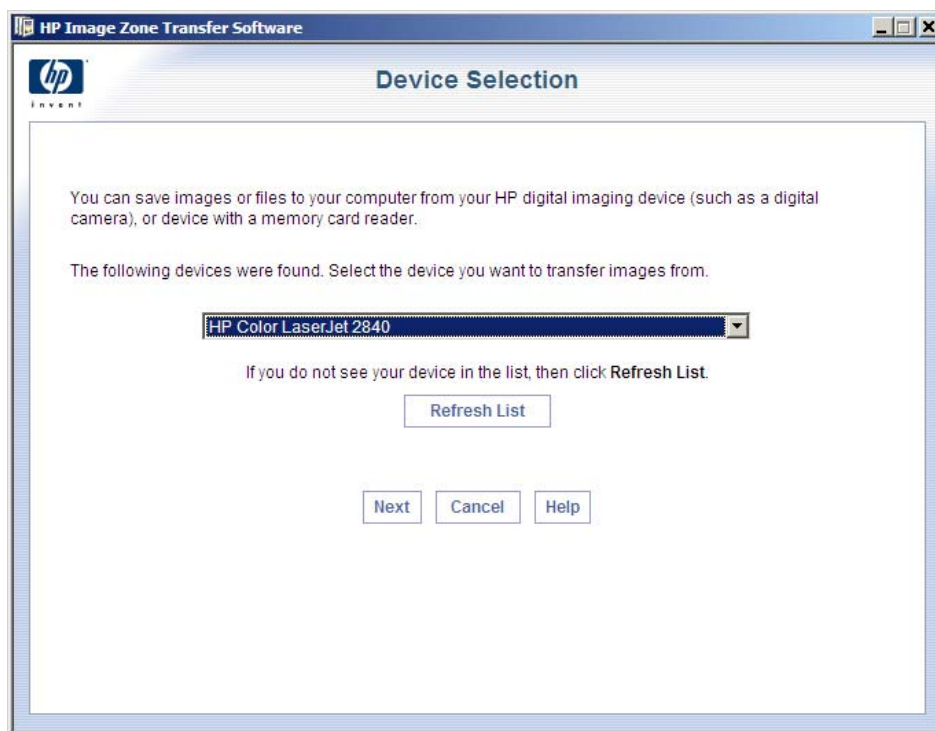 HP Image Zone Transfer Software
hp
invent
Device Selection
You can save images or files to your computer from your HP digital imaging device (such as a digital
camera), or device with a memory card reader.
The following devices were found. Select the device you want to transfer images from.
HP Color LaserJet 2840
If you do not see your device in the list, then click Refresh List.
Refresh List
Next Cancel Help